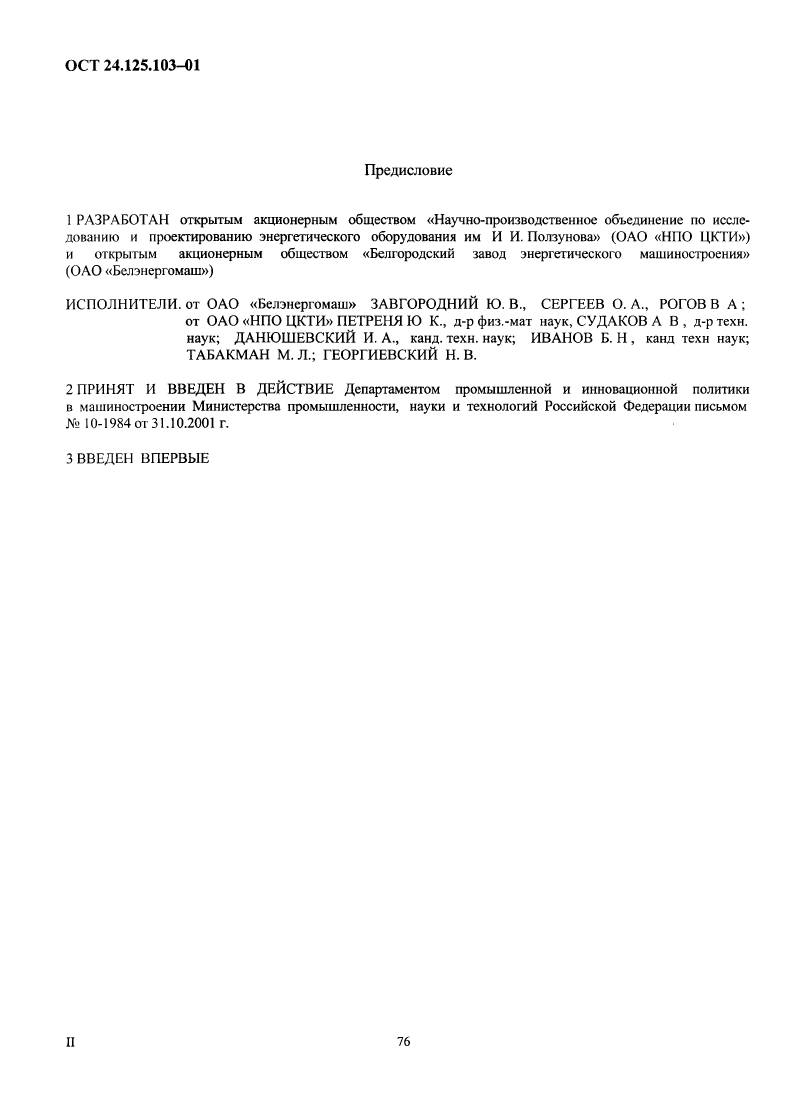 ОСТ 24.125.103–01
Предисловие
1 РАЗРАБОТАН открытым акционерным обществом «Научно-производственное объединение по иссле-
дованию и проектированию энергетического оборудования им И И. Ползунова» (ОАО «НПО ЦКТИ»)
и открытым акционерным обществом «Белгородский завод энергетического машиностроения»
(ОАО «Белэнергомаш»)
ИСПОЛНИТЕЛИ. от ОАО «Белэнергомаш» ЗАВГОРОДНИЙ Ю. В., СЕРГЕЕВ О. А., РОГОВ В А ;
от ОАО «НПО ЦКТИ» ПЕТРЕНЯ Ю К., д-р физ.-мат наук, СУДАКОВ А В , д-р техн.
наук; ДАНЮШЕВСКИЙ И. А., канд. техн. наук; ИВАНОВ Б. Н , канд техн наук;
ТАБАКМАН М. Л.; ГЕОРГИЕВСКИЙ Н. В.
2 ПРИНЯТ И ВВЕДЕН В ДЕЙСТВИЕ Департаментом промышленной и инновационной политики
в машиностроении Министерства промышленности, науки и технологий Российской Федерации письмом
№ 10-1984 от 31.10.2001 г.
3 ВВЕДЕН ВПЕРВЫЕ
II
76